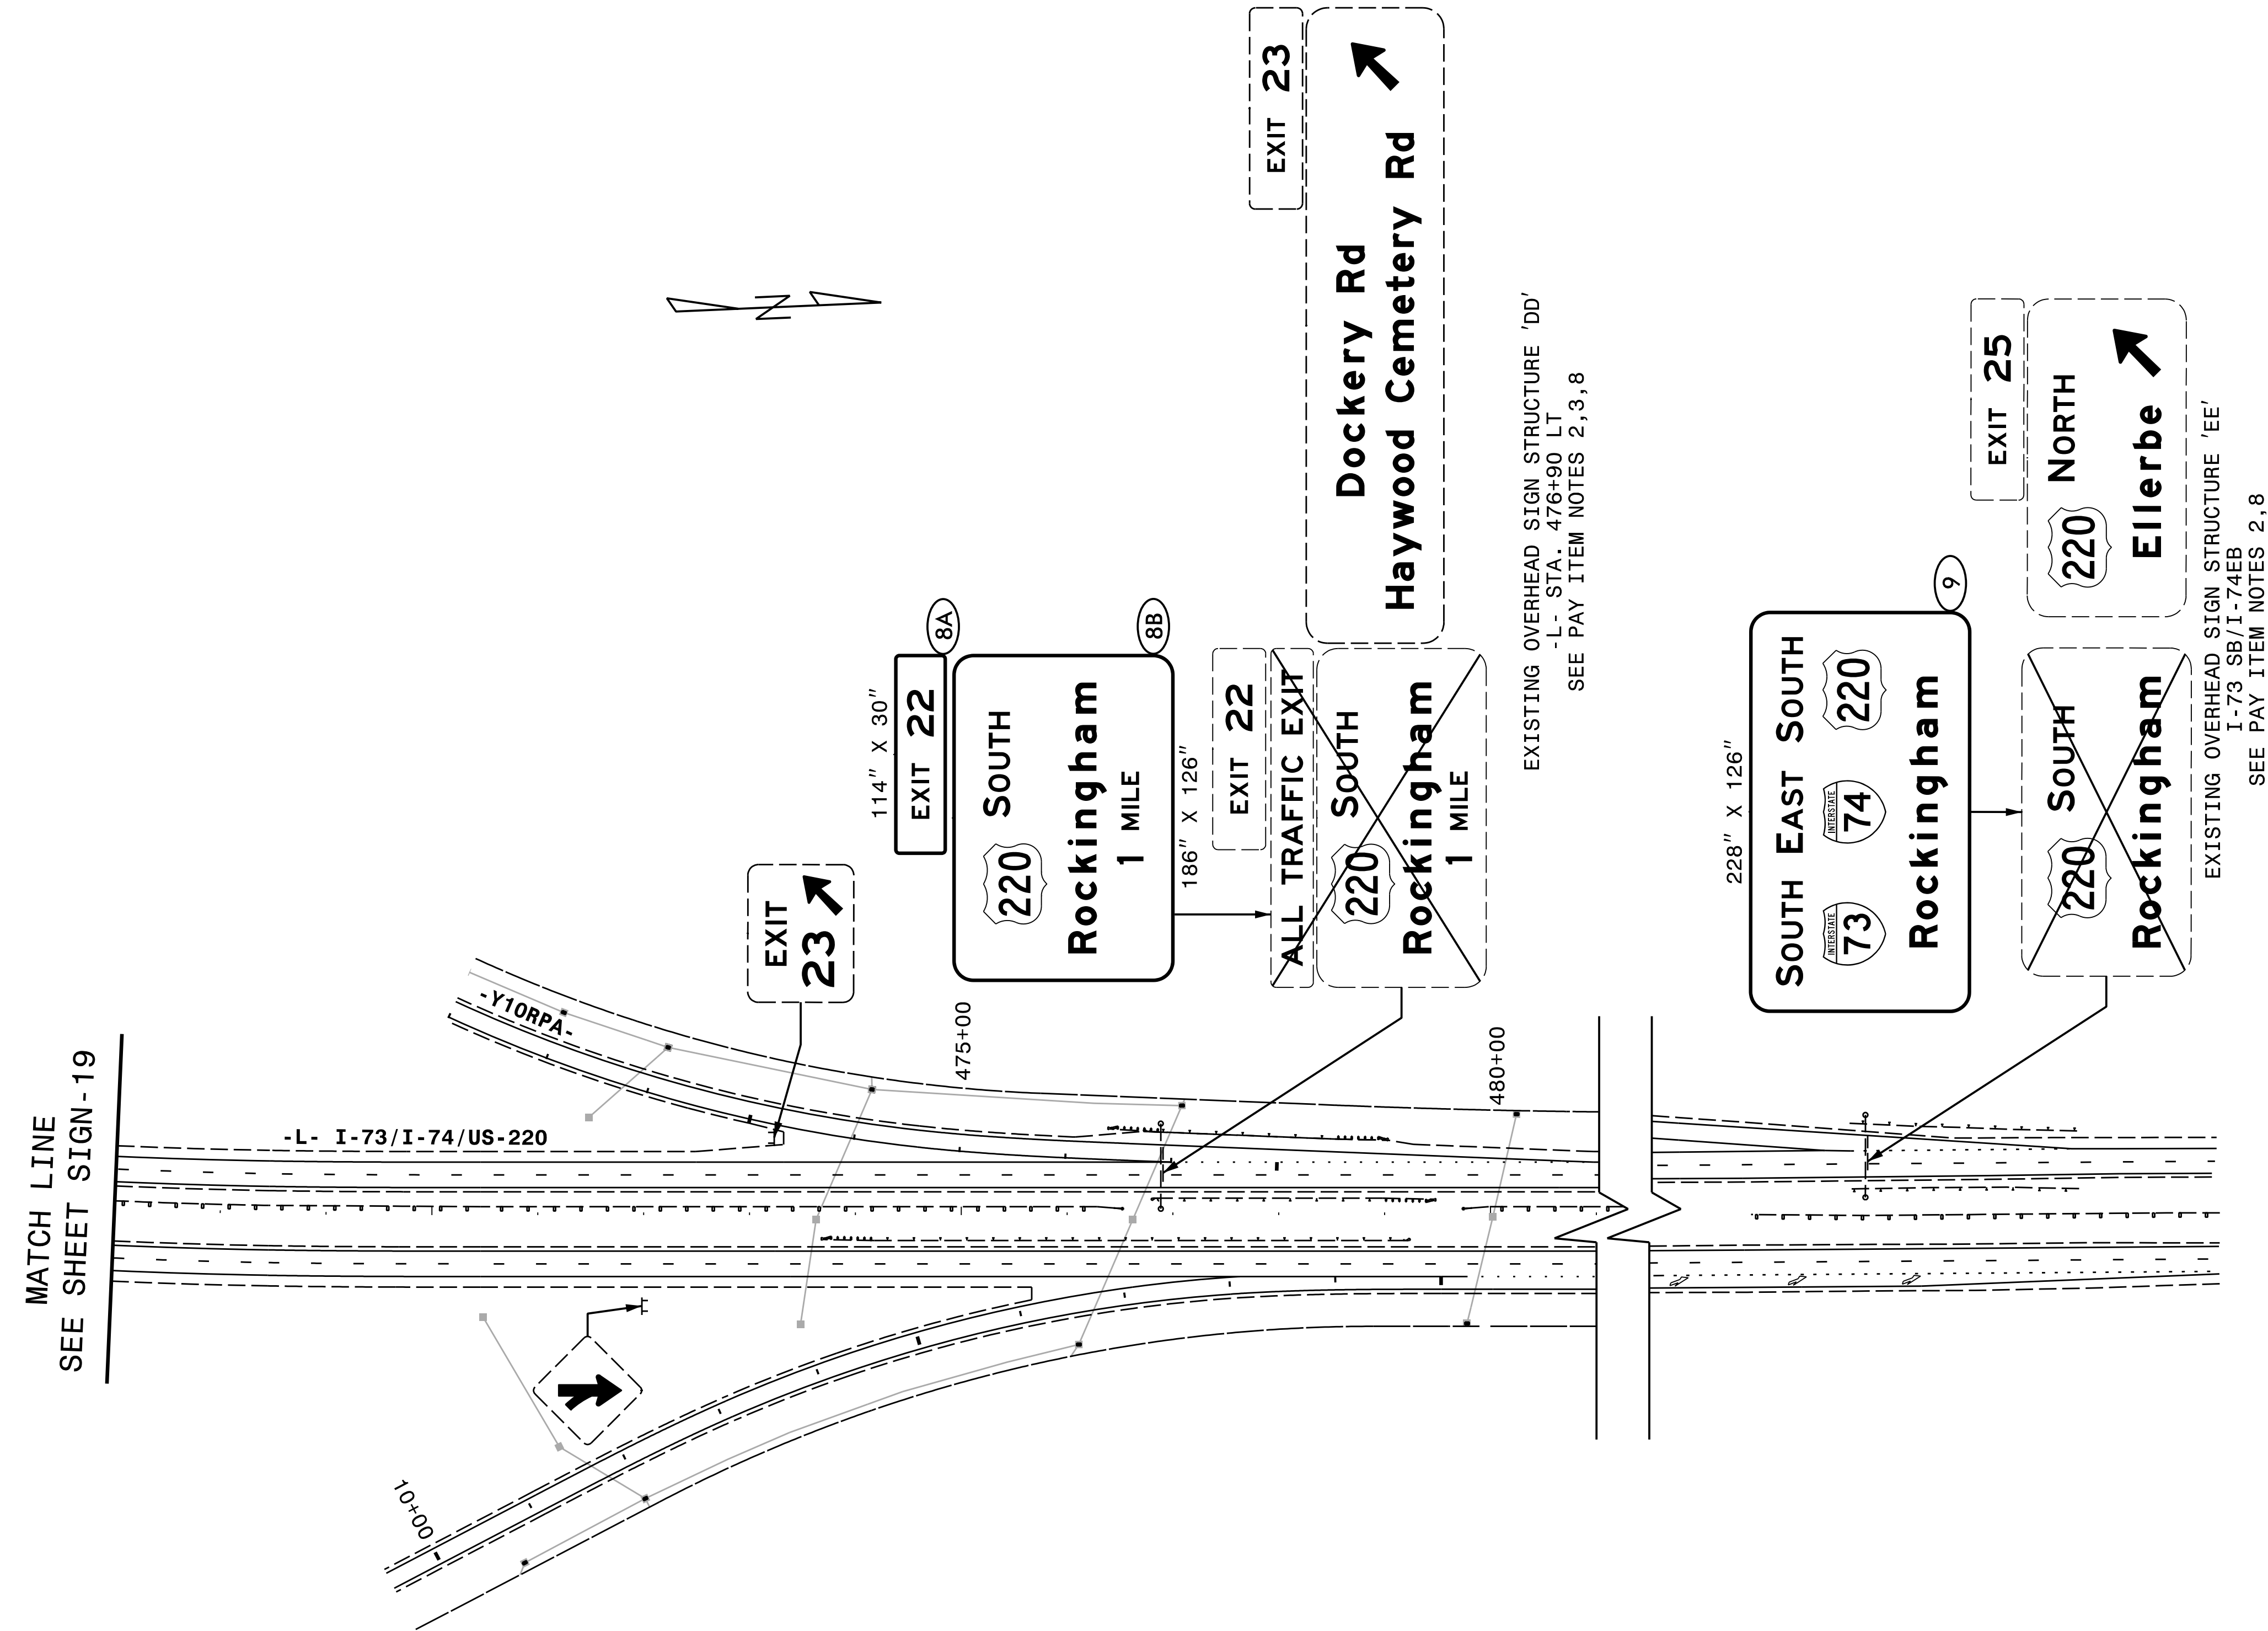 MATCH LINE
SEE SHEET SIGN-19
-L- I-73/I-74/US-220
-Y10RPA-
10+00
475+00
480+00
EXIT
23
114" X 30"
EXIT 22
8A
220 SOUTH
Rockingham
1 MILE
8B
186" X 126"
EXIT 22
ALL TRAFFIC EXIT
220 SOUTH
Rockingham
1 MILE
EXIT 23
Dockery Rd
Haywood Cemetery Rd
EXISTING OVERHEAD SIGN STRUCTURE 'DD'
-L- STA. 476+90 LT
SEE PAY ITEM NOTES 2,3,8
228" X 126"
SOUTH EAST SOUTH
INTERSTATE 73 INTERSTATE 74 220
Rockingham
9
220 SOUTH
Rockingham
EXIT 25
220 NORTH
Ellerbe
EXISTING OVERHEAD SIGN STRUCTURE 'EE'
I-73 SB/I-74EB
SEE PAY ITEM NOTES 2,8
N